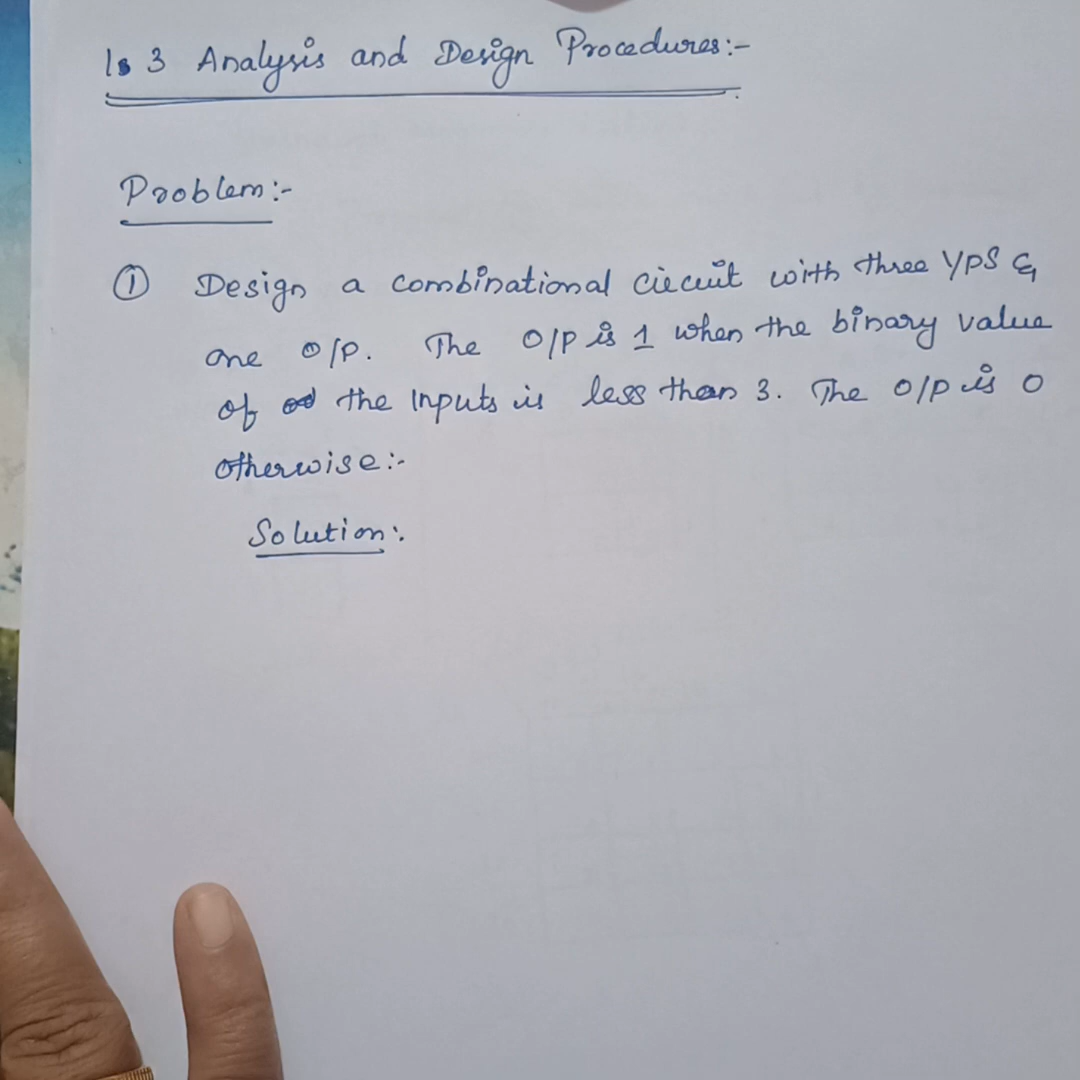 1.3 Analysis and Design Procedures:-
Problem:-
① Design a combinational circuit with three I/PS &
one O/P. The O/P is 1 when the binary value
of the Inputs is less than 3. The O/P is 0
otherwise:-
Solution: